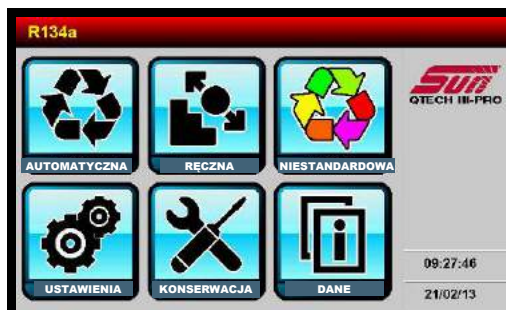 R134a
Sun
QTECH III-PRO
AUTOMATYCZNA
RĘCZNA
NIESTANDARDOWA
USTAWIENIA
KONSERWACJA
DANE
09:27:46
21/02/13